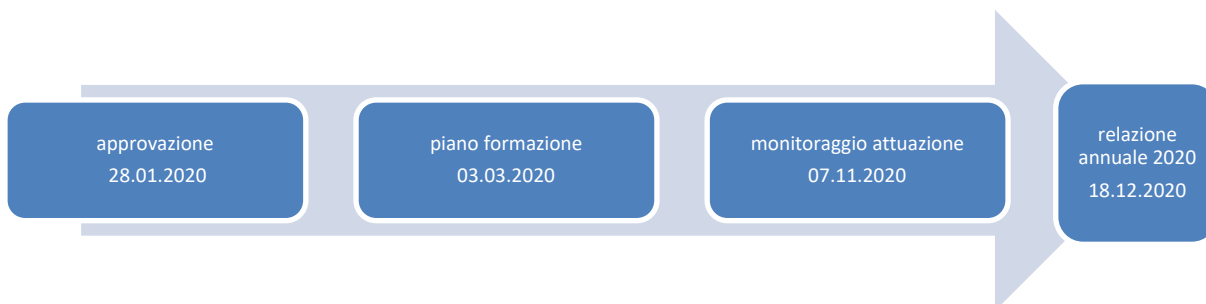 approvazione
28.01.2020
piano formazione
03.03.2020
monitoraggio attuazione
07.11.2020
relazione
annuale 2020
18.12.2020